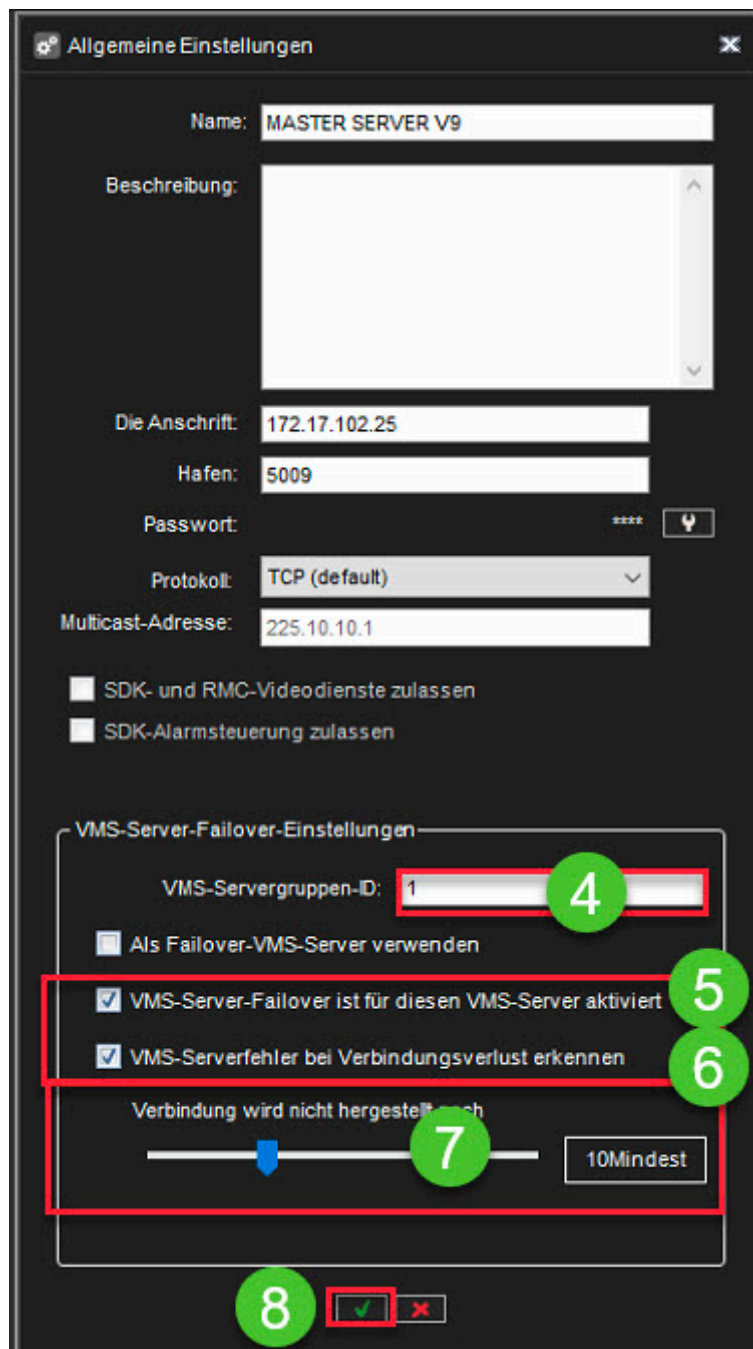 Allgemeine Einstellungen
Name: MASTER SERVER V9
Beschreibung:
Die Anschrift: 172.17.102.25
Hafen: 5009
Passwort: ****
Protokoll: TCP (default)
Multicast-Adresse: 225.10.10.1
SDK- und RMC-Videodienste zulassen
SDK-Alarmsteuerung zulassen
VMS-Server-Failover-Einstellungen
VMS-Servergruppen-ID: 1 4
Als Failover-VMS-Server verwenden
VMS-Server-Failover ist für diesen VMS-Server aktiviert 5
VMS-Serverfehler bei Verbindungsverlust erkennen 6
Verbindung wird nicht hergestellt nach
7 10Mindest
8